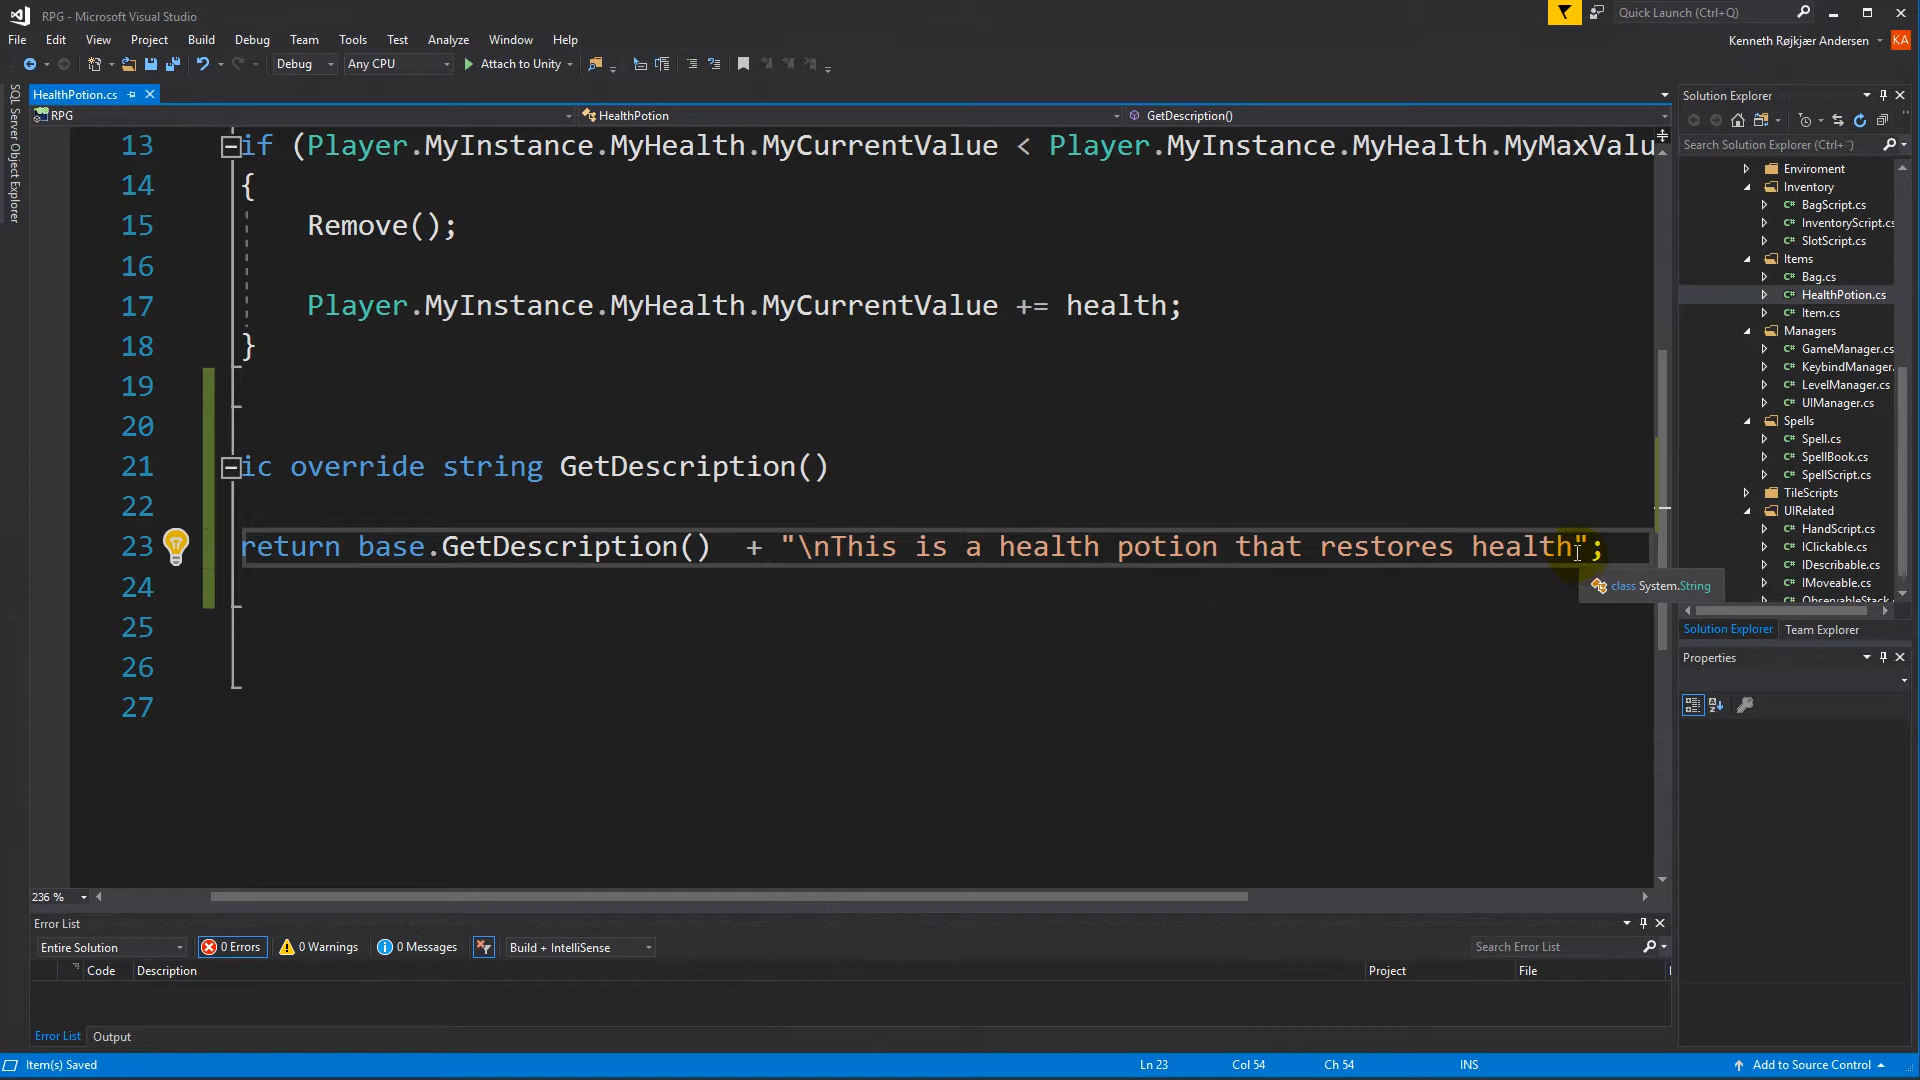 RPG - Microsoft Visual Studio
Quick Launch (Ctrl+Q)
File Edit View Project Build Debug Team Tools Test Analyze Window Help
Kenneth Røjkjær Andersen KA
Debug Any CPU Attach to Unity
SQL Server Object Explorer
HealthPotion.cs
RPG HealthPotion GetDescription()
13 if (Player.MyInstance.MyHealth.MyCurrentValue < Player.MyInstance.MyHealth.MyMaxValu
14 {
15 Remove();
16
17 Player.MyInstance.MyHealth.MyCurrentValue += health;
18 }
19
20
21 ic override string GetDescription()
22
23 return base.GetDescription()  + "\nThis is a health potion that restores health";
24
25
26
27
class System.String
236 %
Solution Explorer
Search Solution Explorer (Ctrl+¨)
Enviroment
Inventory
C# BagScript.cs
C# InventoryScript.cs
C# SlotScript.cs
Items
C# Bag.cs
C# HealthPotion.cs
C# Item.cs
Managers
C# GameManager.cs
C# KeybindManager.
C# LevelManager.cs
C# UIManager.cs
Spells
C# Spell.cs
C# SpellBook.cs
C# SpellScript.cs
TileScripts
UIRelated
C# HandScript.cs
C# IClickable.cs
C# IDescribable.cs
C# IMoveable.cs
C# ObservableStack.
Solution Explorer Team Explorer
Properties
Error List
Entire Solution 0 Errors 0 Warnings 0 Messages Build + IntelliSense Search Error List
Code Description Project File
Error List Output
Item(s) Saved Ln 23 Col 54 Ch 54 INS Add to Source Control